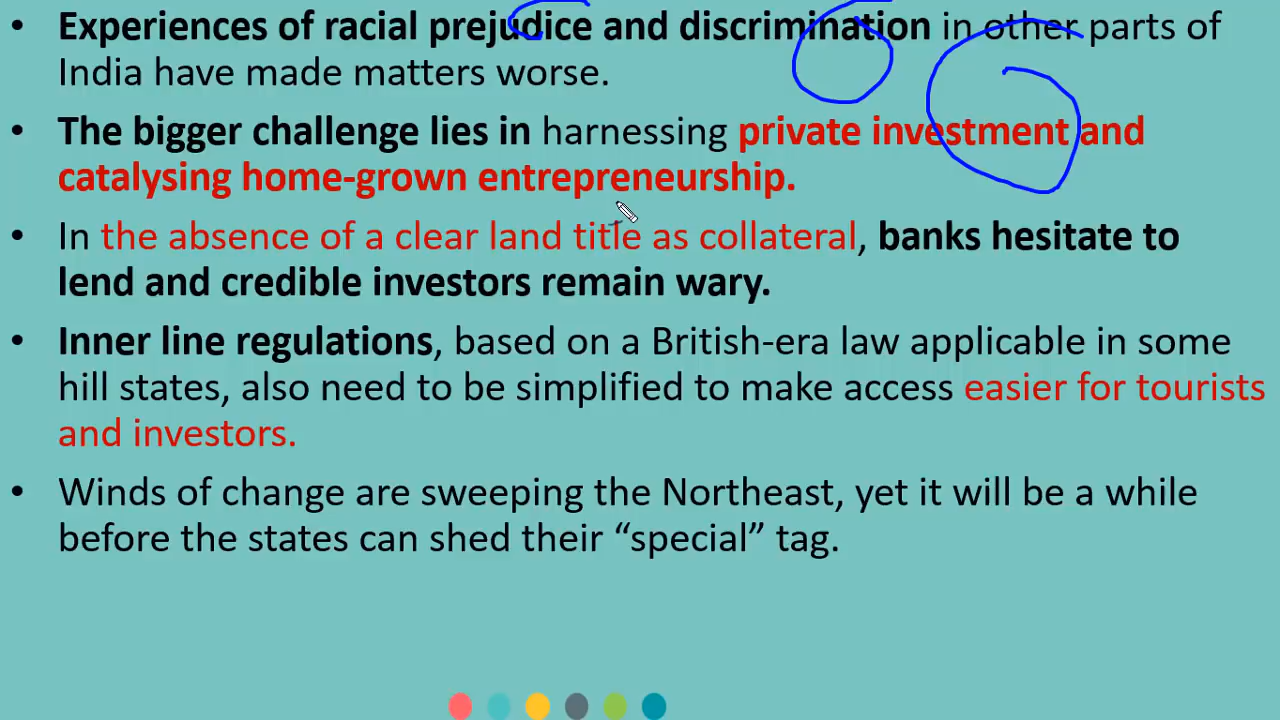 • Experiences of racial prejudice and discrimination in other parts of
India have made matters worse.
• The bigger challenge lies in harnessing private investment and
catalysing home-grown entrepreneurship.
• In the absence of a clear land title as collateral, banks hesitate to
lend and credible investors remain wary.
• Inner line regulations, based on a British-era law applicable in some
hill states, also need to be simplified to make access easier for tourists
and investors.
• Winds of change are sweeping the Northeast, yet it will be a while
before the states can shed their “special” tag.